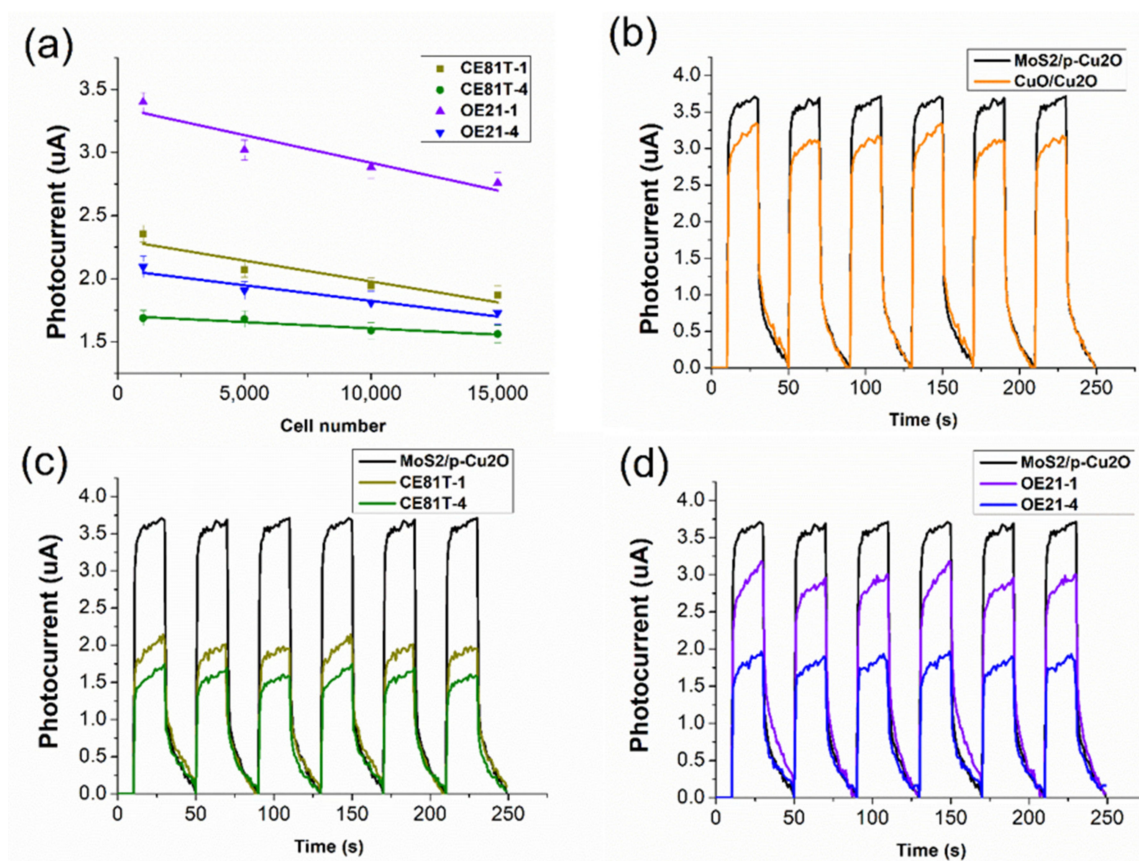 (a)
CE81T-1
CE81T-4
OE21-1
OE21-4
Photocurrent (uA)
3.5
3.0
2.5
2.0
1.5
0 5,000 10,000 15,000
Cell number
(b)
MoS2/p-Cu2O
CuO/Cu2O
Photocurrent (uA)
4.0
3.5
3.0
2.5
2.0
1.5
1.0
0.5
0.0
0 50 100 150 200 250
Time (s)
(c)
MoS2/p-Cu2O
CE81T-1
CE81T-4
Photocurrent (uA)
4.0
3.5
3.0
2.5
2.0
1.5
1.0
0.5
0.0
0 50 100 150 200 250
Time (s)
(d)
MoS2/p-Cu2O
OE21-1
OE21-4
Photocurrent (uA)
4.0
3.5
3.0
2.5
2.0
1.5
1.0
0.5
0.0
0 50 100 150 200 250
Time (s)